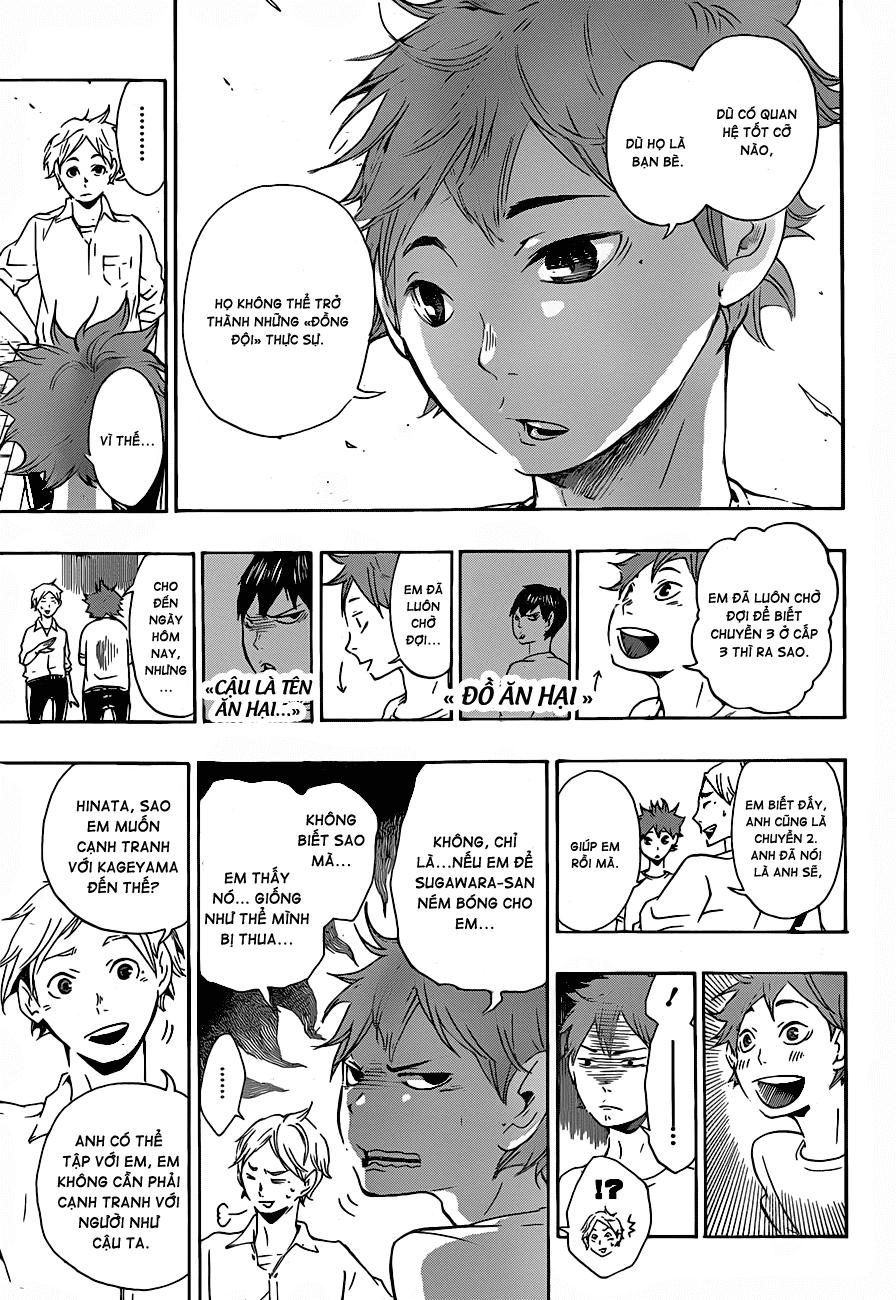 DÙ CÓ QUAN
HỆ TỐT CỠ
NÀO,
DÙ HỌ LÀ
BẠN BÈ.
HỌ KHÔNG THỂ TRỞ
THÀNH NHỮNG «ĐỒNG
ĐỘI» THỰC SỰ.
........
VÌ THẾ...
EM ĐÃ LUÔN CHỜ
ĐỢI ĐỂ BIẾT
CHUYỀN 3 Ở CẤP
3 THÌ RA SAO.
« ĐỒ ĂN HẠI »
EM ĐÃ
LUÔN
CHỜ
ĐỢI...
«CẬU LÀ TÊN
ĂN HẠI...»
CHO
ĐẾN
NGÀY
HÔM
NAY,
NHƯNG
...
EM BIẾT ĐẤY,
ANH CŨNG LÀ
CHUYỀN 2.
ANH ĐÃ NÓI
LÀ ANH SẼ,
GIÚP EM
RỒI MÀ.
!
!?
KHÔNG, CHỈ
LÀ...NẾU EM ĐỂ
SUGAWARA-SAN
NÉM BÓNG CHO
EM...
KHÔNG
BIẾT SAO
MÀ...
EM THẤY
NÓ... GIỐNG
NHƯ THỂ MÌNH
BỊ THUA...
........
HINATA, SAO
EM MUỐN
CẠNH TRANH
VỚI KAGEYAMA
ĐẾN THẾ?
ANH CÓ THỂ
TẬP VỚI EM, EM
KHÔNG CẦN PHẢI
CẠNH TRANH VỚI
NGƯỜI NHƯ
CẬU TA.